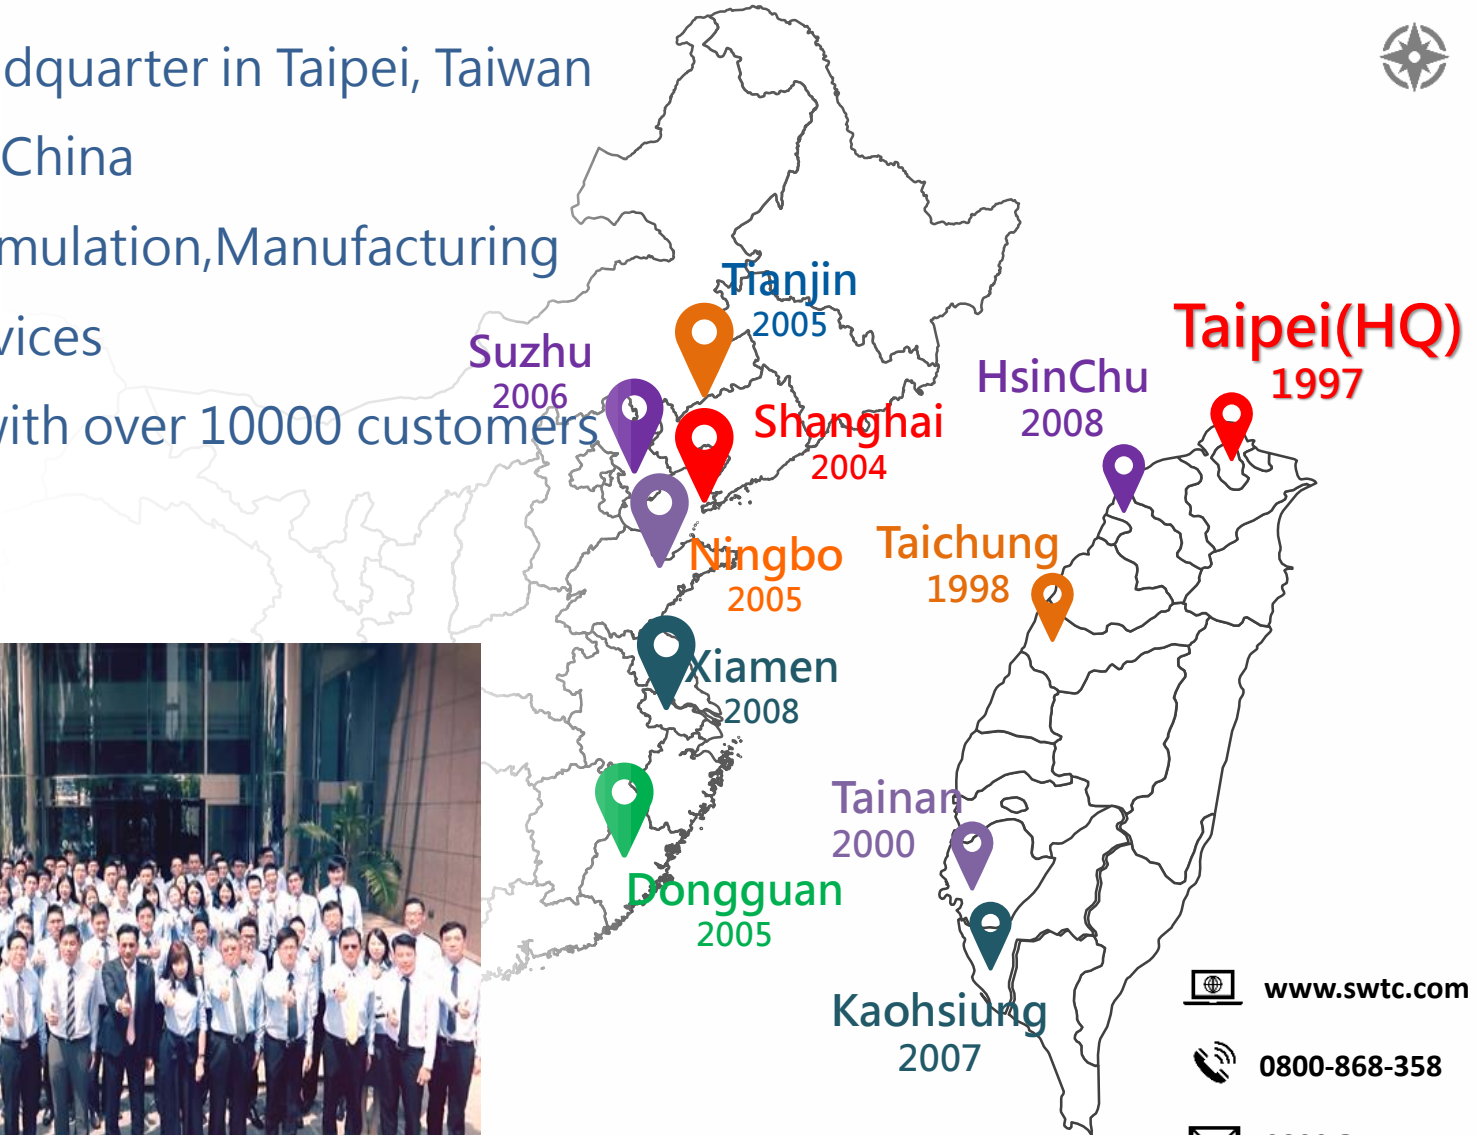 dquarter in Taipei, Taiwan
China
mulation,Manufacturing
vices
with over 10000 customers
Tianjin
2005
Suzhu
2006
Shanghai
2004
Ningbo
2005
Xiamen
2008
Dongguan
2005
Taipei(HQ)
1997
HsinChu
2008
Taichung
1998
Tainan
2000
Kaohsiung
2007
www.swtc.com
0800-868-358